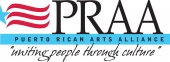 PRAA
PUERTO RICAN ARTS ALLIANCE
"uniting people through culture"